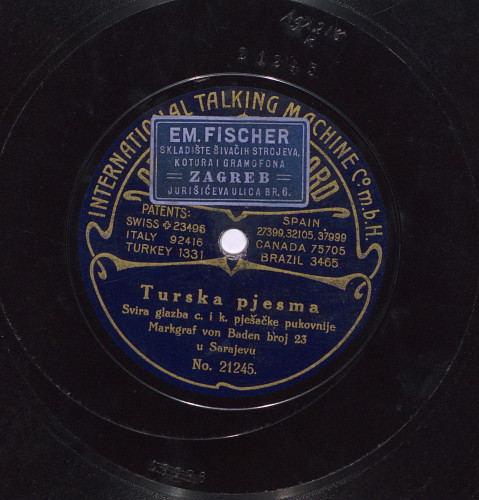 INTERNATIONAL TALKING MACHINE Co.m.b.H.
EM. FISCHER
SKLADIŠTE ŠIVAĆIH STROJEVA,
KOTURA I GRAMOFONA
ZAGREB
JURIŠIĆEVA ULICA BR. 6.
PATENTS:
SWISS 23496
ITALY 92416
TURKEY 1331
SPAIN
27399, 32105, 37999
CANADA 75705
BRAZIL 3465
Turska pjesma
Svira glazba c. i k. pješačke pukovnije
Markgraf von Baden broj 23
u Sarajevu
No. 21245.